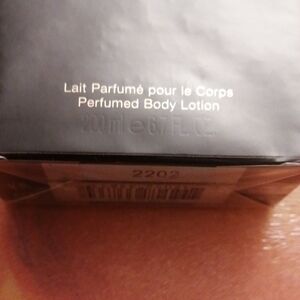 Lait Parfumé pour le Corps
Perfumed Body Lotion
200 ml e 6.7 FL.OZ.
2202